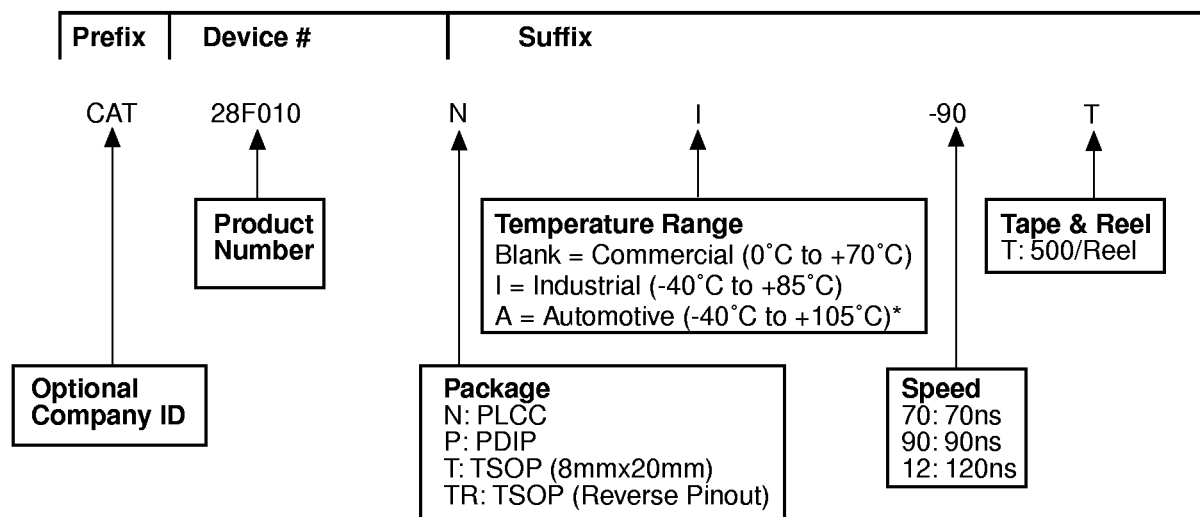 Prefix Device # Suffix
CAT 28F010 N I -90 T
Product
Number
Temperature Range
Blank = Commercial (0˚C to +70˚C)
I = Industrial (-40˚C to +85˚C)
A = Automotive (-40˚C to +105˚C)*
Tape & Reel
T: 500/Reel
Optional
Company ID
Package
N: PLCC
P: PDIP
T: TSOP (8mmx20mm)
TR: TSOP (Reverse Pinout)
Speed
70: 70ns
90: 90ns
12: 120ns